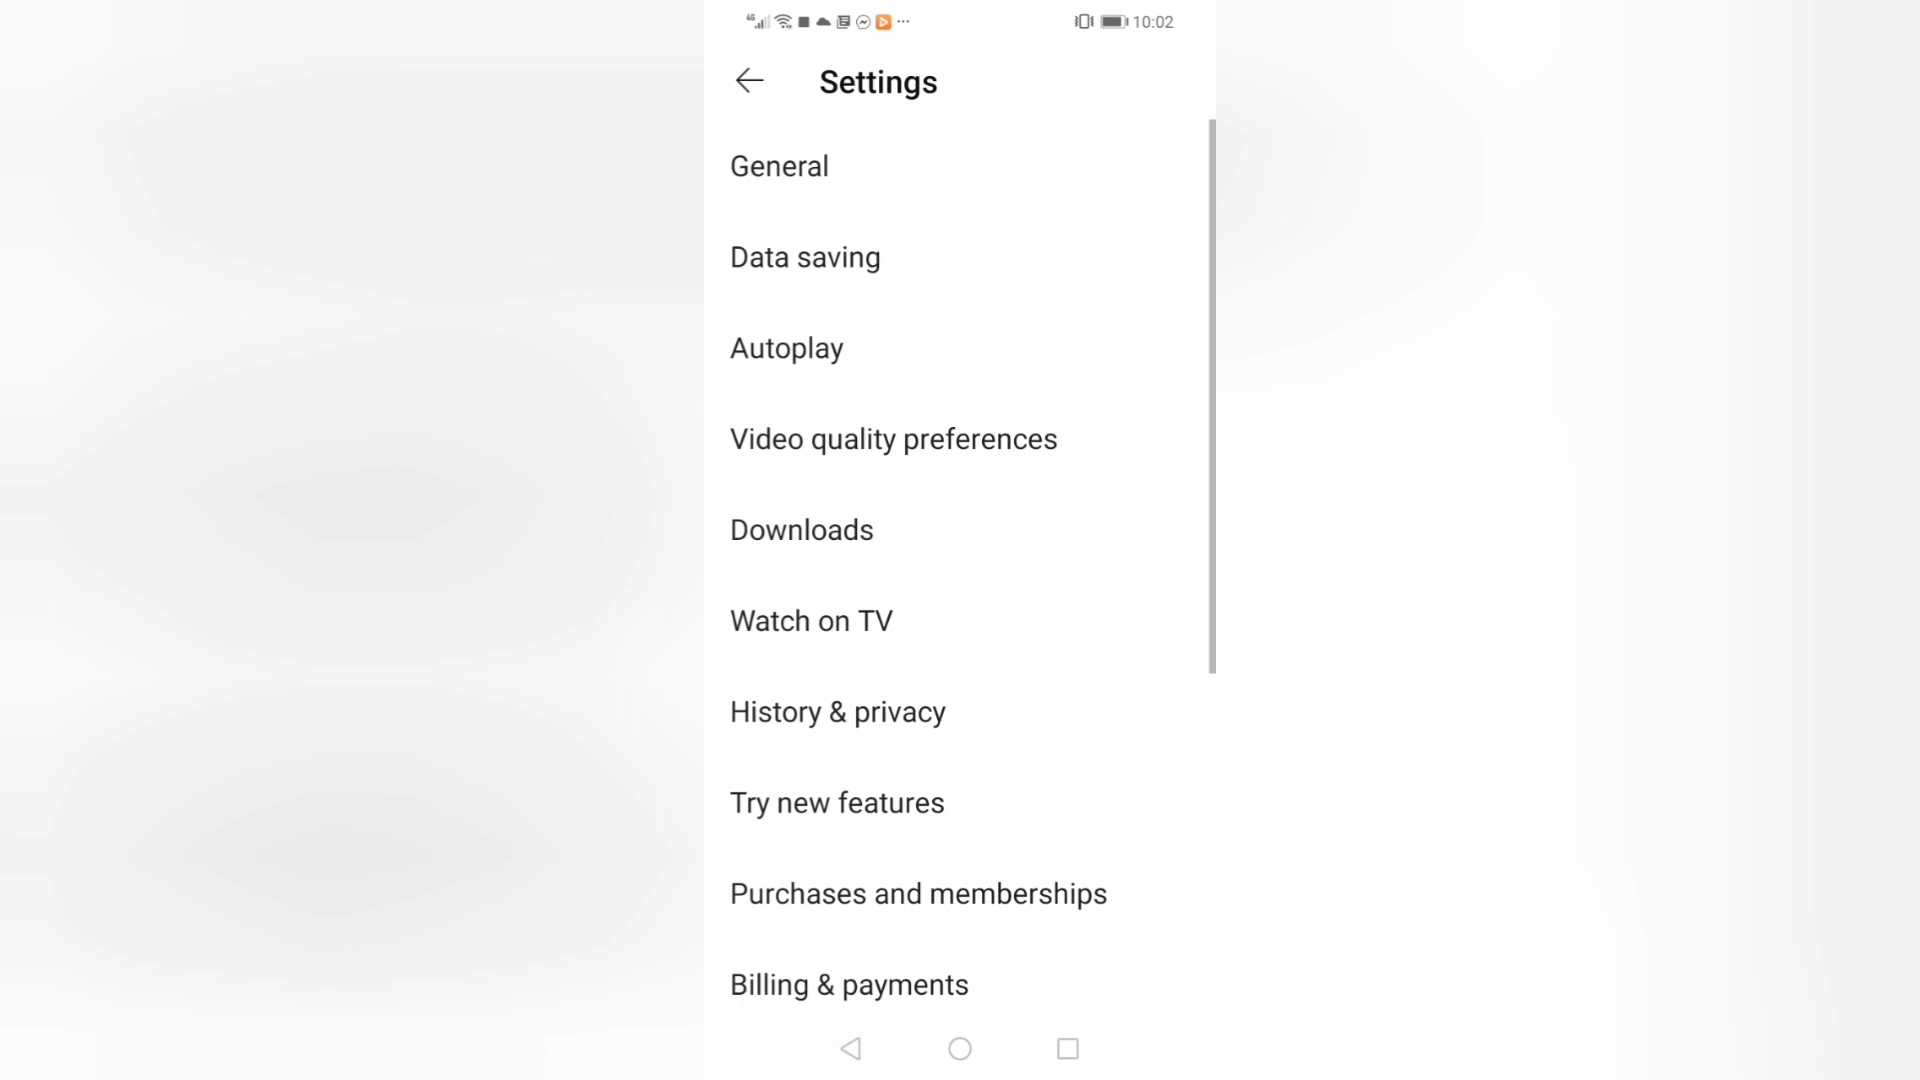 4G 10:02
Settings
General
Data saving
Autoplay
Video quality preferences
Downloads
Watch on TV
History & privacy
Try new features
Purchases and memberships
Billing & payments